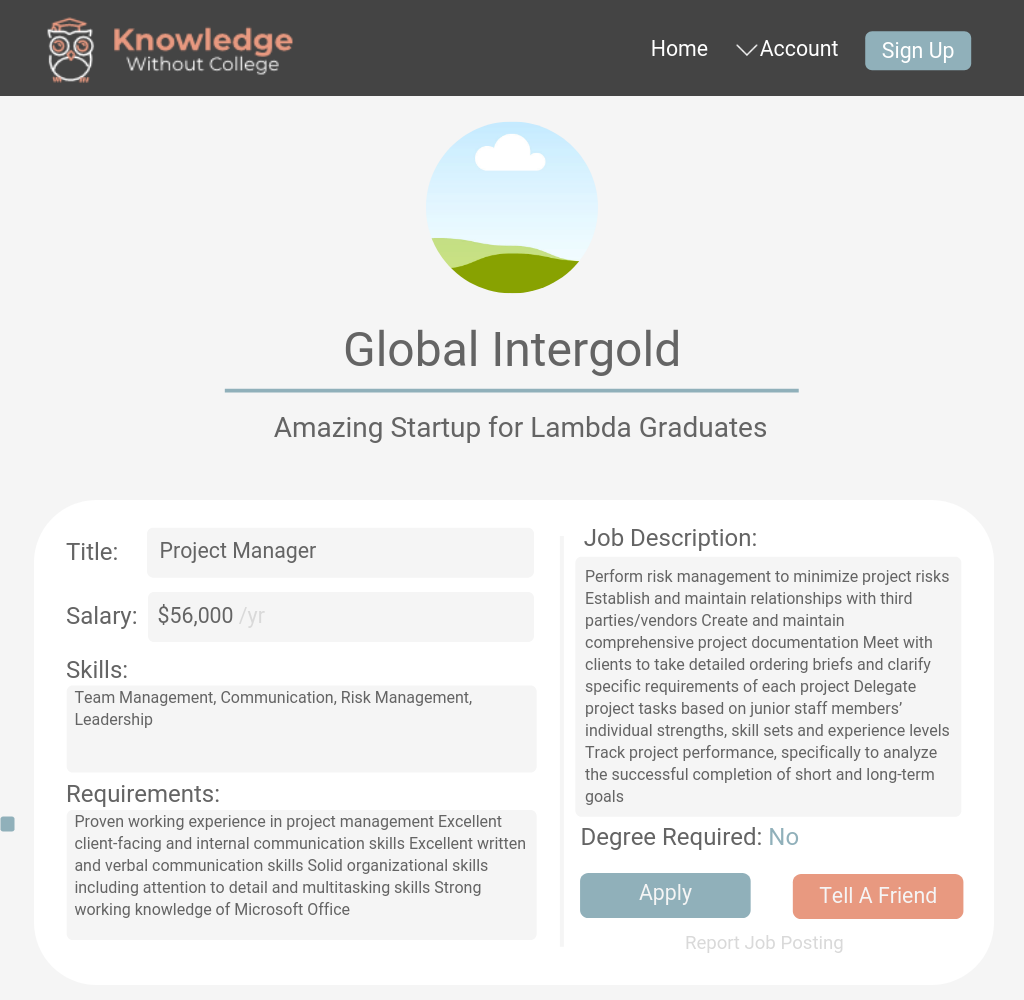 Knowledge
Without College
Home
Account
Sign Up
Global Intergold
Amazing Startup for Lambda Graduates
Title:
Project Manager
Salary:
$56,000 /yr
Skills:
Team Management, Communication, Risk Management,
Leadership
Requirements:
Proven working experience in project management Excellent
client-facing and internal communication skills Excellent written
and verbal communication skills Solid organizational skills
including attention to detail and multitasking skills Strong
working knowledge of Microsoft Office
Job Description:
Perform risk management to minimize project risks
Establish and maintain relationships with third
parties/vendors Create and maintain
comprehensive project documentation Meet with
clients to take detailed ordering briefs and clarify
specific requirements of each project Delegate
project tasks based on junior staff members’
individual strengths, skill sets and experience levels
Track project performance, specifically to analyze
the successful completion of short and long-term
goals
Degree Required: No
Apply
Tell A Friend
Report Job Posting